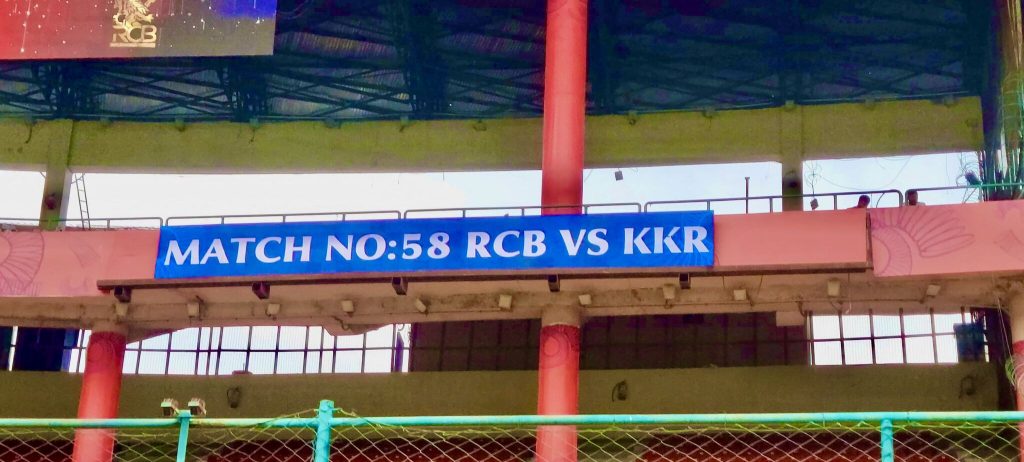 RCB
MATCH NO:58 RCB VS KKR